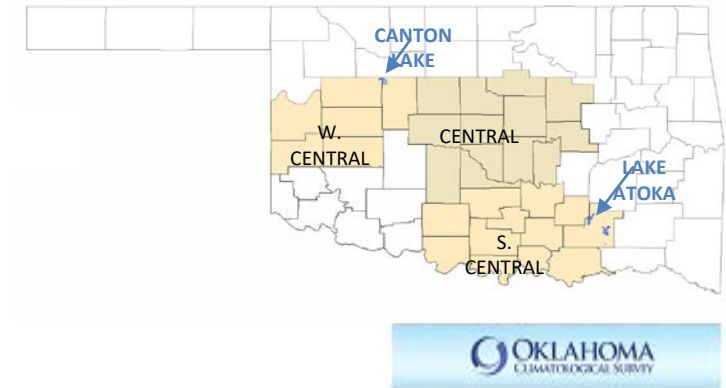 CANTON
LAKE
W.
CENTRAL
CENTRAL
LAKE
ATOKA
S.
CENTRAL
OKLAHOMA
CLIMATOLOGICAL SURVEY